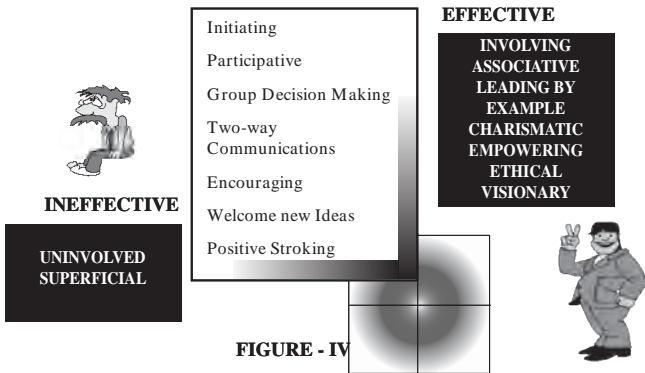 INEFFECTIVE
UNINVOLVED
SUPERFICIAL
Initiating
Participative
Group Decision Making
Two-way
Communications
Encouraging
Welcome new Ideas
Positive Stroking
EFFECTIVE
INVOLVING
ASSOCIATIVE
LEADING BY
EXAMPLE
CHARISMATIC
EMPOWERING
ETHICAL
VISIONARY
FIGURE - IV